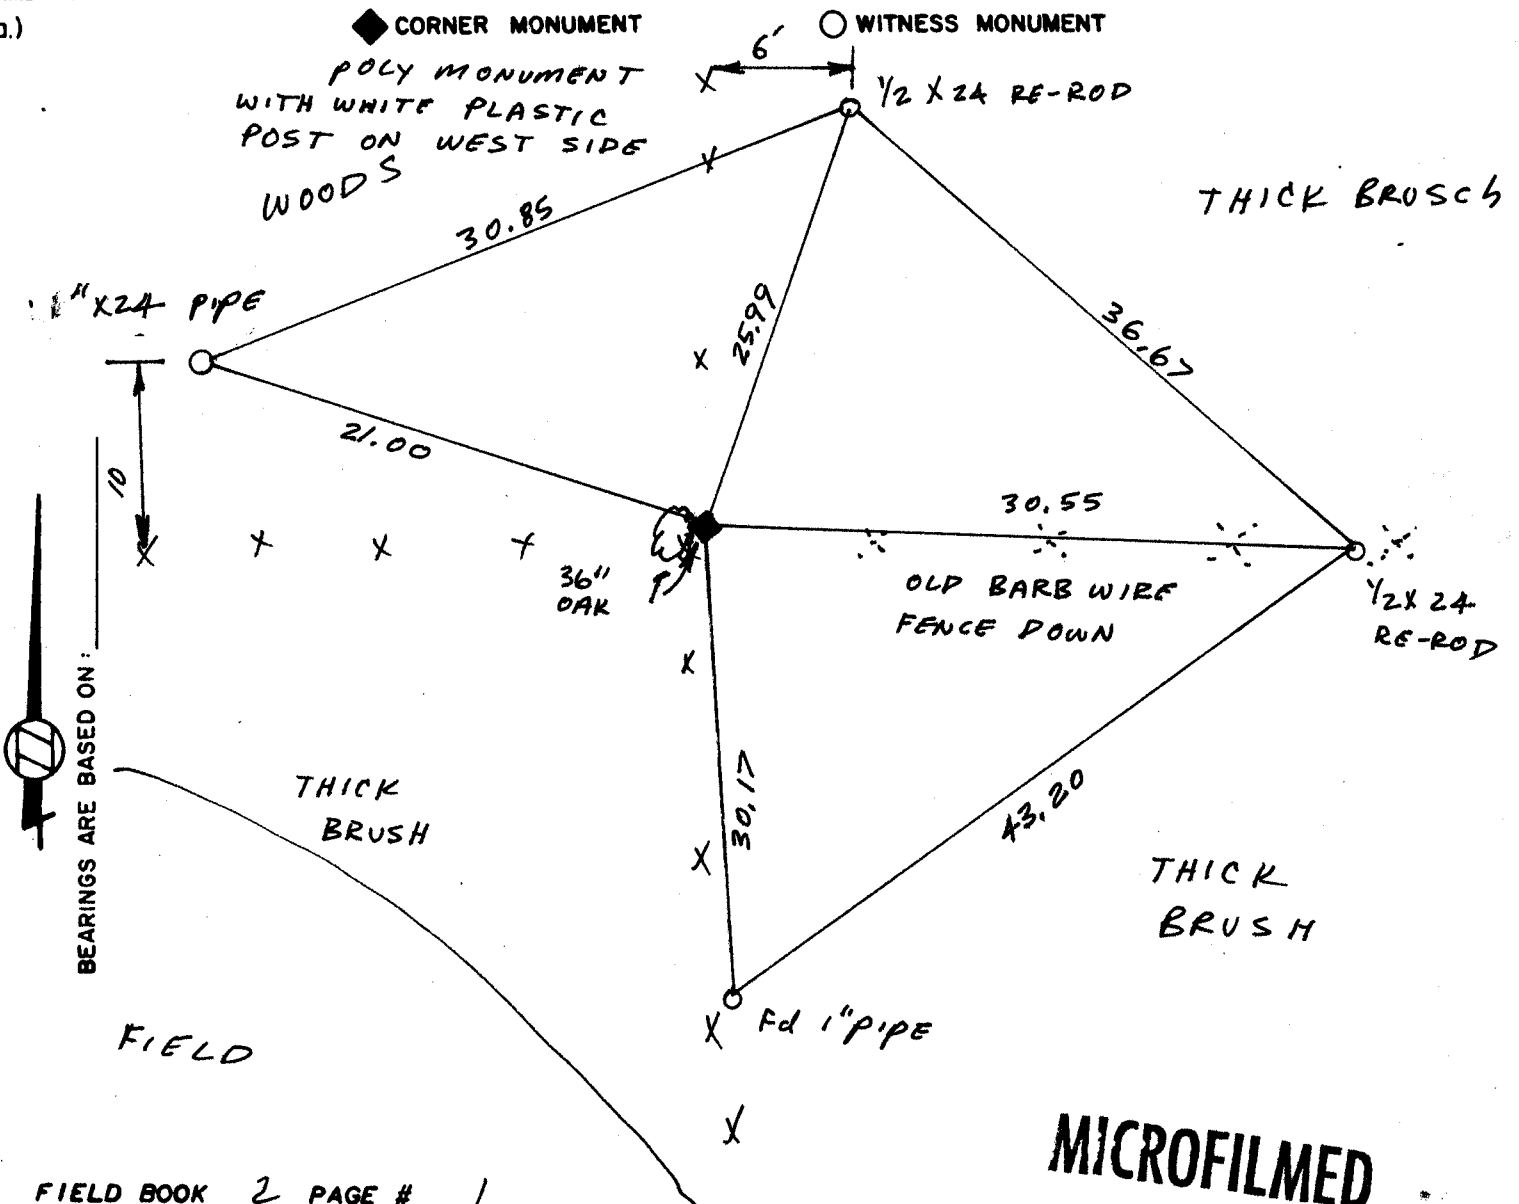 CORNER MONUMENT
WITNESS MONUMENT
POLY MONUMENT
WITH WHITE PLASTIC
POST ON WEST SIDE
6'
1/2 X 24 RE-ROD
WOODS
THICK BRUSCH
30.85
1" X24 PIPE
25.99
36.67
21.00
10
30.55
36"
OAK
OLD BARB WIRE
FENCE DOWN
1/2 X 24
RE-ROD
BEARINGS ARE BASED ON:
THICK
BRUSH
30.17
43.20
THICK
BRUSH
Fd 1" PIPE
FIELD
MICROFILMED
FIELD BOOK 2 PAGE # 1